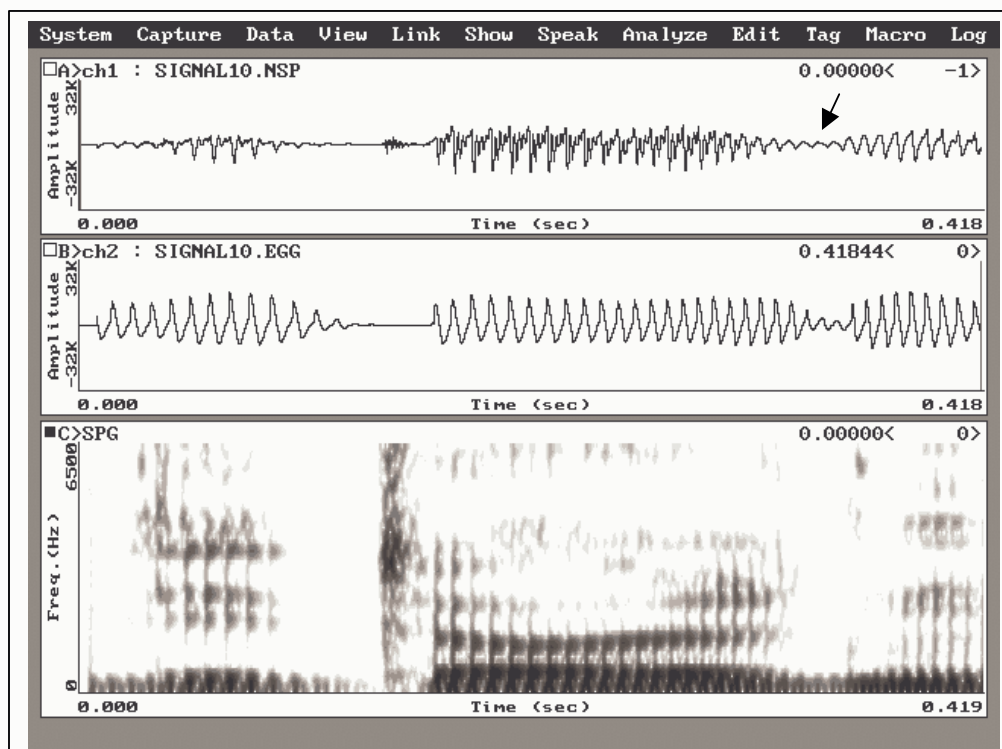 System Capture Data View Link Show Speak Analyze Edit Tag Macro Log
A>ch1 : SIGNAL10.NSP 0.00000< -1>
Amplitude
-32K 32K
0.000 Time (sec) 0.418
B>ch2 : SIGNAL10.EGG 0.41844< 0>
Amplitude
-32K 32K
0.000 Time (sec) 0.418
C>SPG 0.00000< 0>
Freq.(Hz)
0 6500
0.000 Time (sec) 0.419